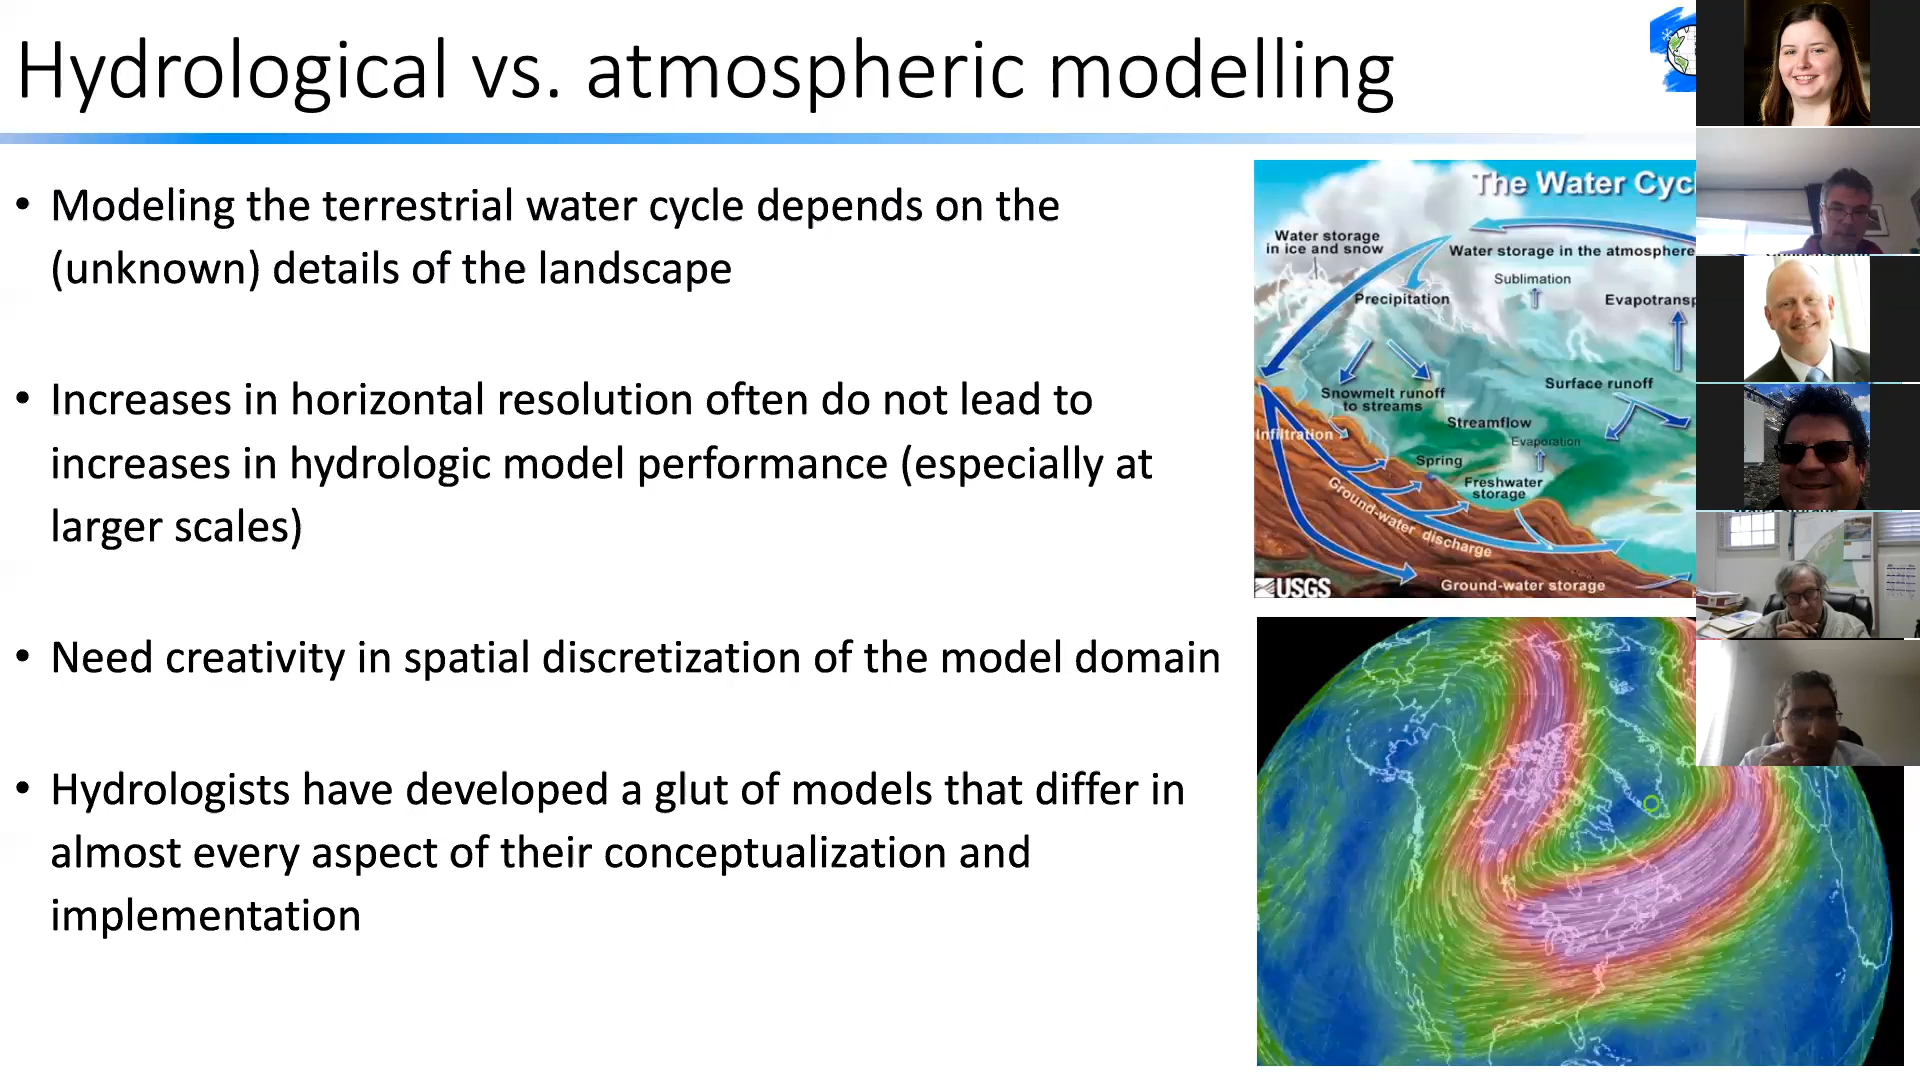 Hydrological vs. atmospheric modelling
• Modeling the terrestrial water cycle depends on the
(unknown) details of the landscape
• Increases in horizontal resolution often do not lead to
increases in hydrologic model performance (especially at
larger scales)
• Need creativity in spatial discretization of the model domain
• Hydrologists have developed a glut of models that differ in
almost every aspect of their conceptualization and
implementation
The Water Cyc
Water storage
in ice and snow
Water storage in the atmosphere
Sublimation
Precipitation
Evapotransp
Snowmelt runoff
to streams
Surface runoff
Streamflow
Infiltration
Evaporation
Spring
Freshwater
storage
Ground-water discharge
USGS
Ground-water storage